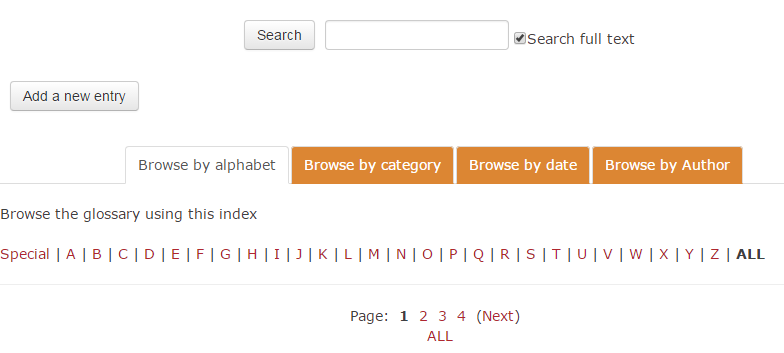 Search Search full text
Add a new entry
Browse by alphabet Browse by category Browse by date Browse by Author
Browse the glossary using this index
Special | A | B | C | D | E | F | G | H | I | J | K | L | M | N | O | P | Q | R | S | T | U | V | W | X | Y | Z | ALL
Page: 1 2 3 4 (Next)
ALL